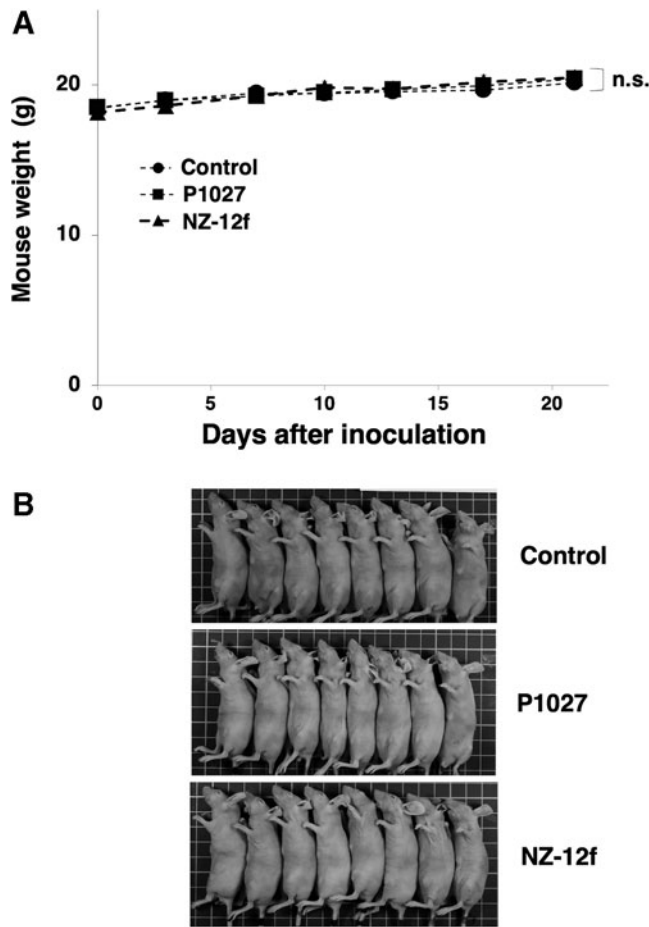 A
Mouse weight (g)
20
10
0
n.s.
Control
P1027
NZ-12f
0 5 10 15 20
Days after inoculation
B
Control
P1027
NZ-12f